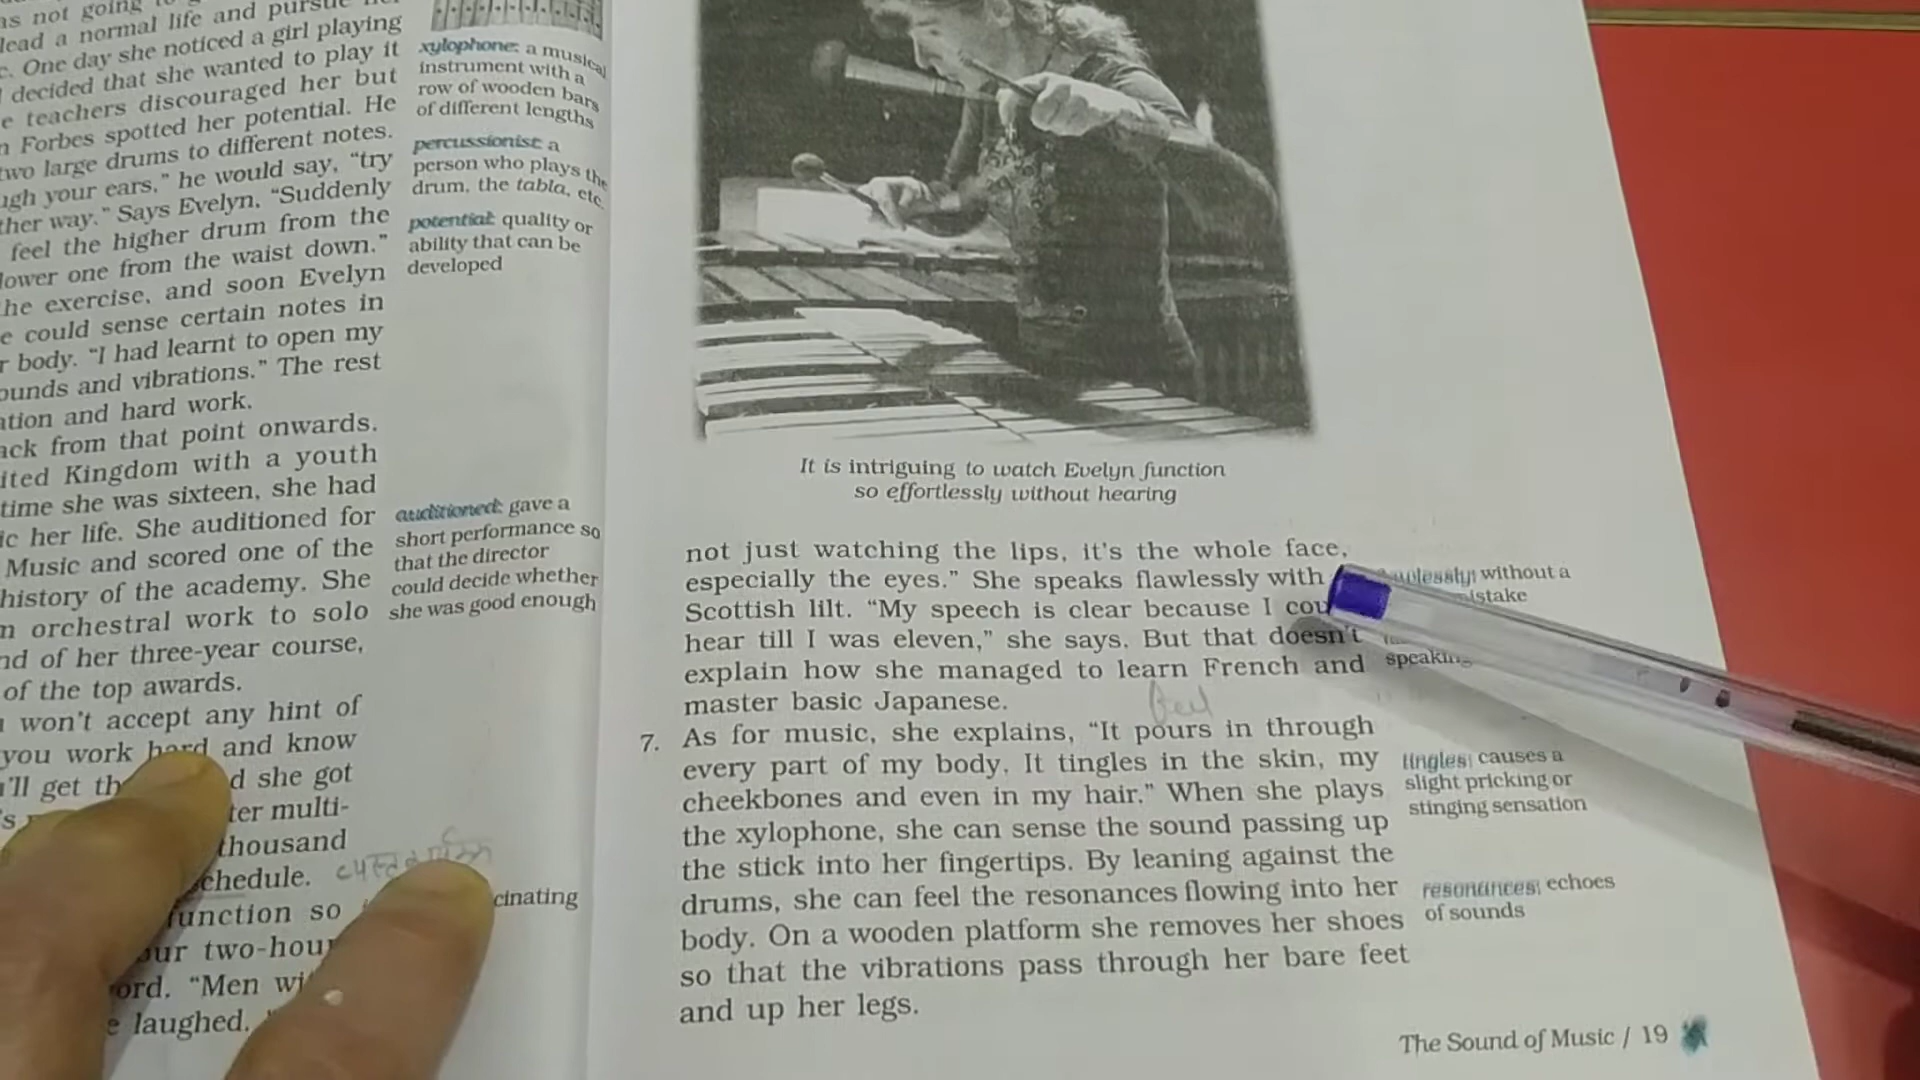 as not going to
lead a normal life and pursue her
c. One day she noticed a girl playing
decided that she wanted to play it
e teachers discouraged her but
n Forbes spotted her potential. He
two large drums to different notes.
ugh your ears," he would say, "try
ther way." Says Evelyn, "Suddenly
feel the higher drum from the
lower one from the waist down."
he exercise, and soon Evelyn
e could sense certain notes in
r body. "I had learnt to open my
ounds and vibrations." The rest
ation and hard work.
ack from that point onwards.
ited Kingdom with a youth
time she was sixteen, she had
ic her life. She auditioned for
Music and scored one of the
history of the academy. She
m orchestral work to solo
nd of her three-year course,
of the top awards.
won't accept any hint of
you work hard and know
'll get th d she got
ter multi-
thousand
chedule.
function so
our two-hour
ord. "Men wi
e laughed.
xylophone: a musical
instrument with a
row of wooden bars
of different lengths
percussionist: a
person who plays the
drum, the tabla, etc.
potential: quality or
ability that can be
developed
auditioned: gave a
short performance so
that the director
could decide whether
she was good enough
cinating
It is intriguing to watch Evelyn function
so effortlessly without hearing
not just watching the lips, it's the whole face,
especially the eyes." She speaks flawlessly with
Scottish lilt. "My speech is clear because I cou
hear till I was eleven," she says. But that doesn't
explain how she managed to learn French and
master basic Japanese.
7. As for music, she explains, "It pours in through
every part of my body. It tingles in the skin, my
cheekbones and even in my hair." When she plays
the xylophone, she can sense the sound passing up
the stick into her fingertips. By leaning against the
drums, she can feel the resonances flowing into her
body. On a wooden platform she removes her shoes
so that the vibrations pass through her bare feet
and up her legs.
wlessly: without a
istake
speaking
tingles: causes a
slight pricking or
stinging sensation
resonances: echoes
of sounds
The Sound of Music / 19